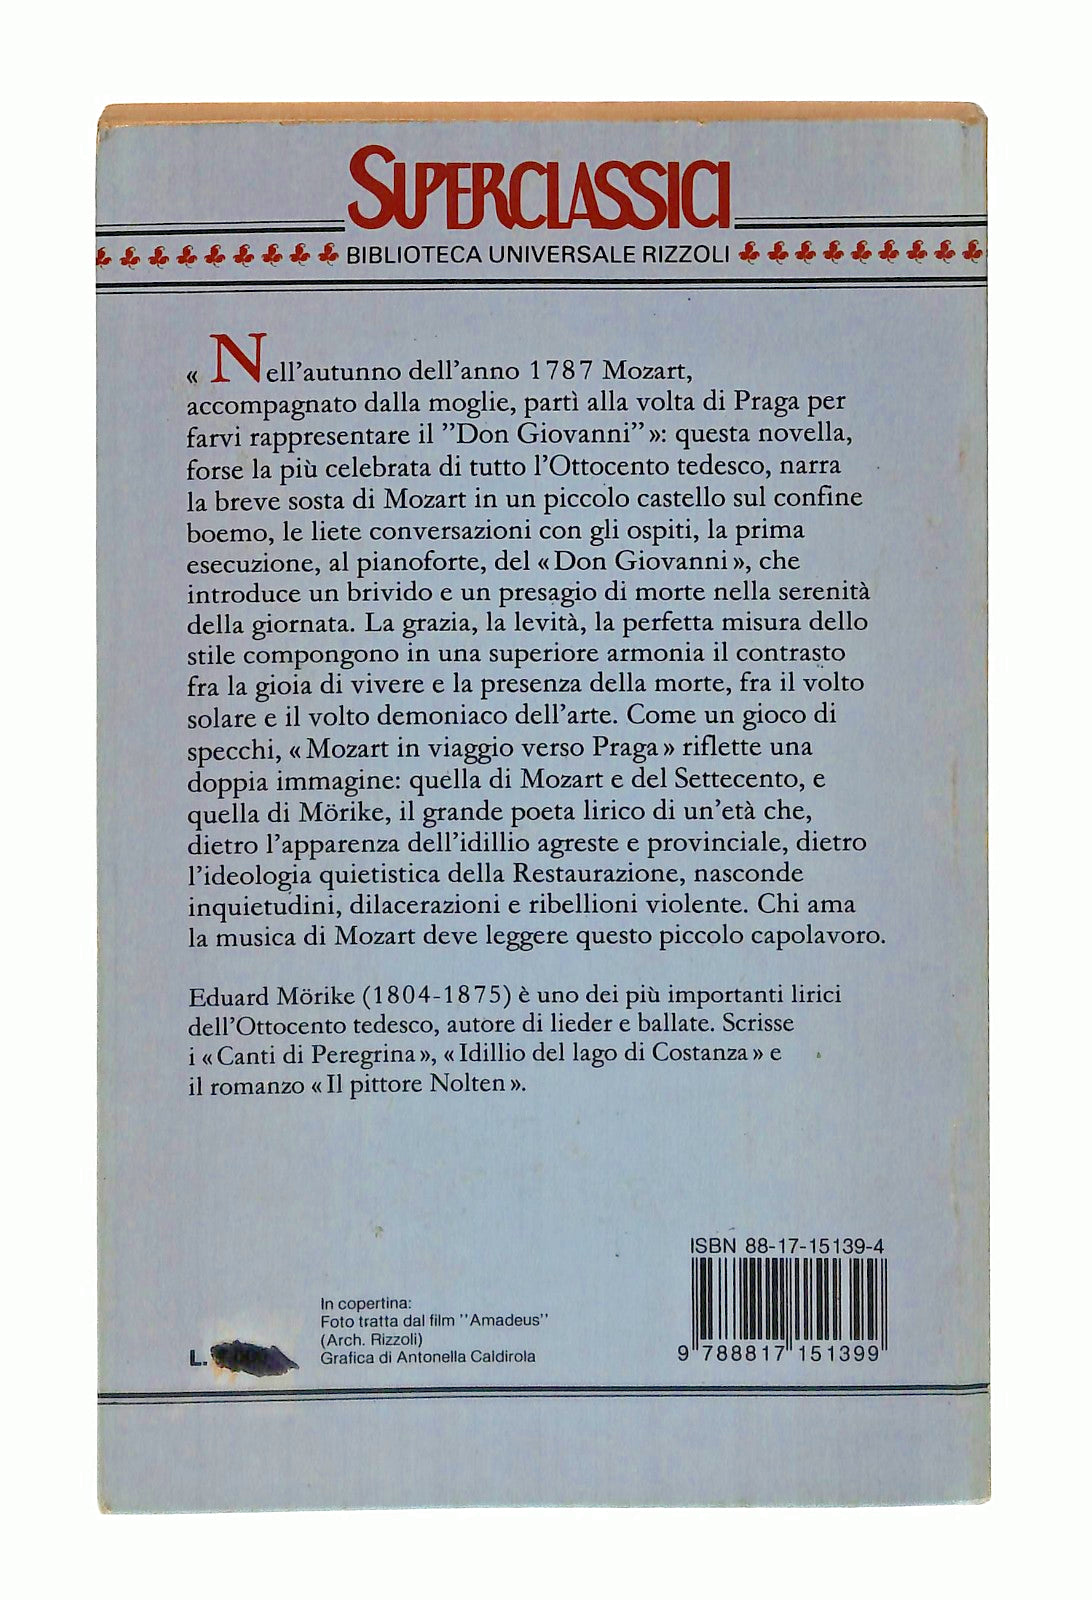 SUPERCLASSICI
BIBLIOTECA UNIVERSALE RIZZOLI
« Nell'autunno dell'anno 1787 Mozart,
accompagnato dalla moglie, partì alla volta di Praga per
farvi rappresentare il ”Don Giovanni”»: questa novella,
forse la più celebrata di tutto l'Ottocento tedesco, narra
la breve sosta di Mozart in un piccolo castello sul confine
boemo, le liete conversazioni con gli ospiti, la prima
esecuzione, al pianoforte, del «Don Giovanni», che
introduce un brivido e un presagio di morte nella serenità
della giornata. La grazia, la levità, la perfetta misura dello
stile compongono in una superiore armonia il contrasto
fra la gioia di vivere e la presenza della morte, fra il volto
solare e il volto demoniaco dell'arte. Come un gioco di
specchi, «Mozart in viaggio verso Praga» riflette una
doppia immagine: quella di Mozart e del Settecento, e
quella di Mörike, il grande poeta lirico di un'età che,
dietro l'apparenza dell'idillio agreste e provinciale, dietro
l'ideologia quietistica della Restaurazione, nasconde
inquietudini, dilacerazioni e ribellioni violente. Chi ama
la musica di Mozart deve leggere questo piccolo capolavoro.
Eduard Mörike (1804-1875) è uno dei più importanti lirici
dell'Ottocento tedesco, autore di lieder e ballate. Scrisse
i «Canti di Peregrina», «Idillio del lago di Costanza» e
il romanzo «Il pittore Nolten».
ISBN 88-17-15139-4
In copertina:
Foto tratta dal film ''Amadeus''
(Arch. Rizzoli)
Grafica di Antonella Caldirola
L.
9 788817 151399